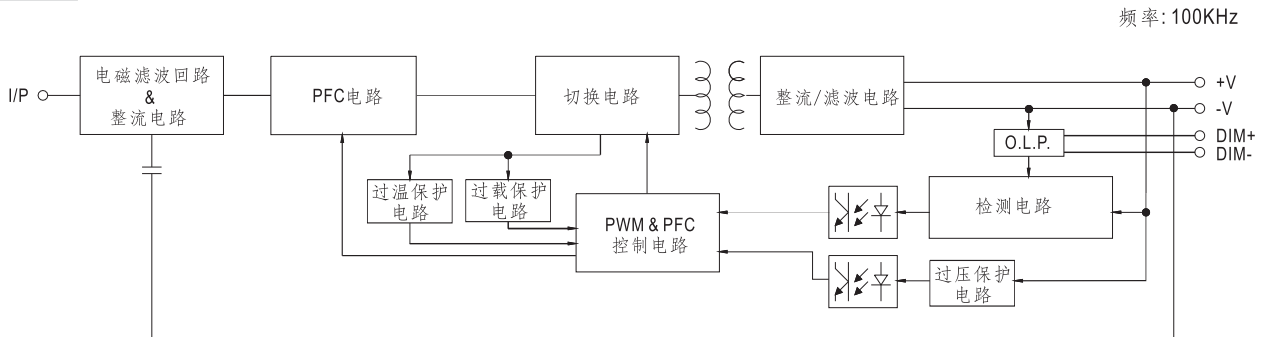 频率: 100KHz
I/P
电磁滤波回路
&
整流电路
PFC电路
切换电路
整流/滤波电路
+V
-V
DIM+
DIM-
O.L.P.
过温保护
电路
过载保护
电路
PWM & PFC
控制电路
检测电路
过压保护
电路